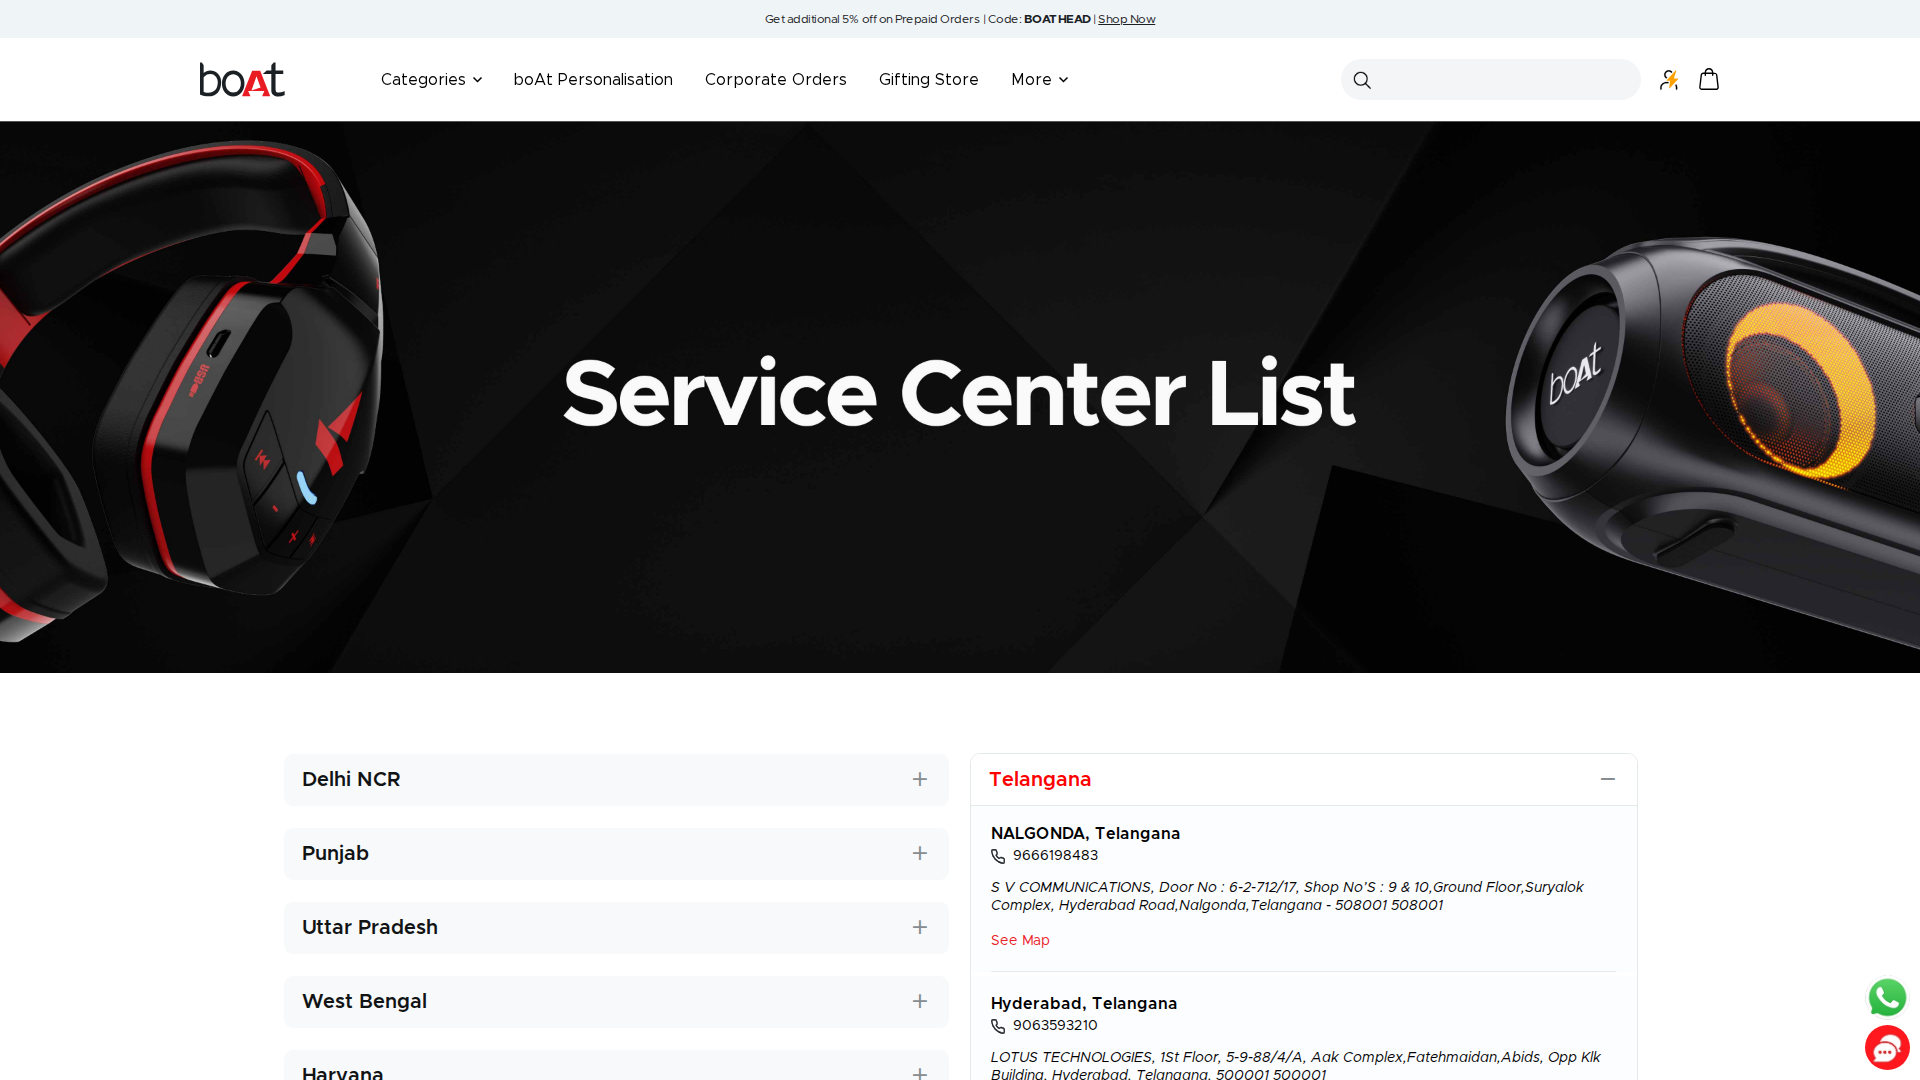 Get additional 5% off on Prepaid Orders | Code: BOATHEAD | Shop Now
boAt
Categories
boAt Personalisation
Corporate Orders
Gifting Store
More
USB
boAt
Service Center List
Delhi NCR
Punjab
Uttar Pradesh
West Bengal
Haryana
Telangana
NALGONDA, Telangana
9666198483
S V COMMUNICATIONS, Door No : 6-2-712/17, Shop No'S : 9 & 10,Ground Floor,Suryalok
Complex, Hyderabad Road,Nalgonda,Telangana - 508001 508001
See Map
Hyderabad, Telangana
9063593210
LOTUS TECHNOLOGIES, 1St Floor, 5-9-88/4/A, Aak Complex,Fatehmaidan,Abids, Opp Klk
Building, Hyderabad, Telangana, 500001 500001